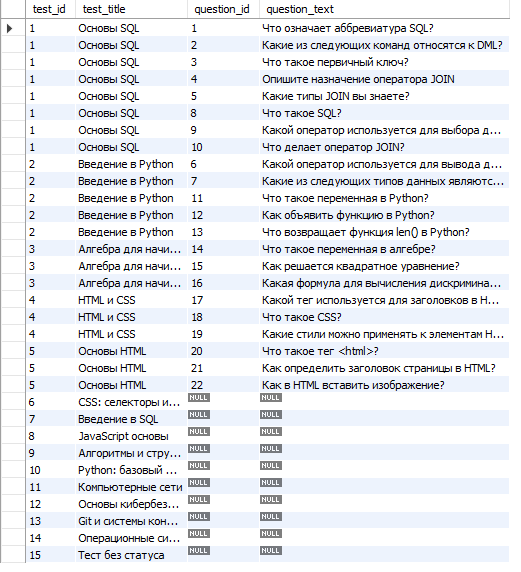 test_id test_title question_id question_text
1 Основы SQL 1 Что означает аббревиатура SQL?
1 Основы SQL 2 Какие из следующих команд относятся к DML?
1 Основы SQL 3 Что такое первичный ключ?
1 Основы SQL 4 Опишите назначение оператора JOIN
1 Основы SQL 5 Какие типы JOIN вы знаете?
1 Основы SQL 8 Что такое SQL?
1 Основы SQL 9 Какой оператор используется для выбора д...
1 Основы SQL 10 Что делает оператор JOIN?
2 Введение в Python 6 Какой оператор используется для вывода д...
2 Введение в Python 7 Какие из следующих типов данных являютс...
2 Введение в Python 11 Что такое переменная в Python?
2 Введение в Python 12 Как объявить функцию в Python?
2 Введение в Python 13 Что возвращает функция len() в Python?
3 Алгебра для начи... 14 Что такое переменная в алгебре?
3 Алгебра для начи... 15 Как решается квадратное уравнение?
3 Алгебра для начи... 16 Какая формула для вычисления дискримина...
4 HTML и CSS 17 Какой тег используется для заголовков в H...
4 HTML и CSS 18 Что такое CSS?
4 HTML и CSS 19 Какие стили можно применять к элементам H...
5 Основы HTML 20 Что такое тег <html>?
5 Основы HTML 21 Как определить заголовок страницы в HTML?
5 Основы HTML 22 Как в HTML вставить изображение?
6 CSS: селекторы и... NULL NULL
7 Введение в SQL NULL NULL
8 JavaScript основы NULL NULL
9 Алгоритмы и стру... NULL NULL
10 Python: базовый ... NULL NULL
11 Компьютерные сети NULL NULL
12 Основы кибербез... NULL NULL
13 Git и системы кон... NULL NULL
14 Операционные си... NULL NULL
15 Тест без статуса NULL NULL